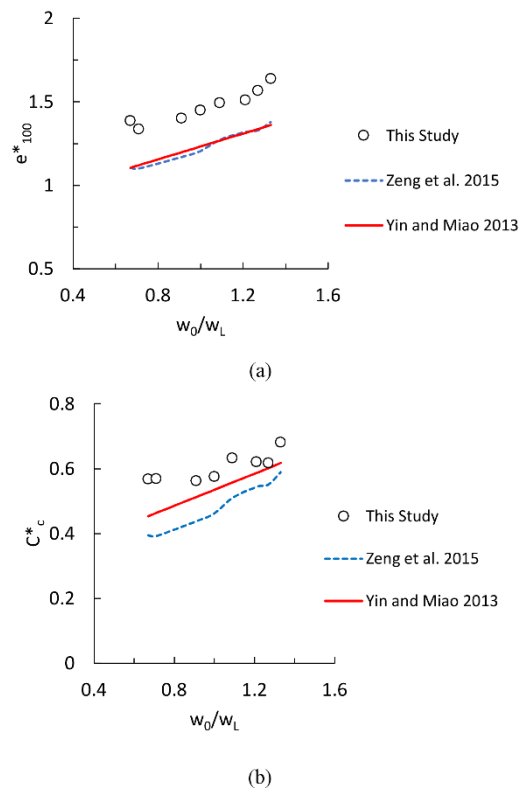 (a)
2
1.5
1
0.5
e*100
0.4 0.8 1.2 1.6
w0/wL
This Study
Zeng et al. 2015
Yin and Miao 2013
(a)
0.8
0.6
0.4
0.2
0
C*c
0.4 0.8 1.2 1.6
w0/wL
This Study
Zeng et al. 2015
Yin and Miao 2013
(b)